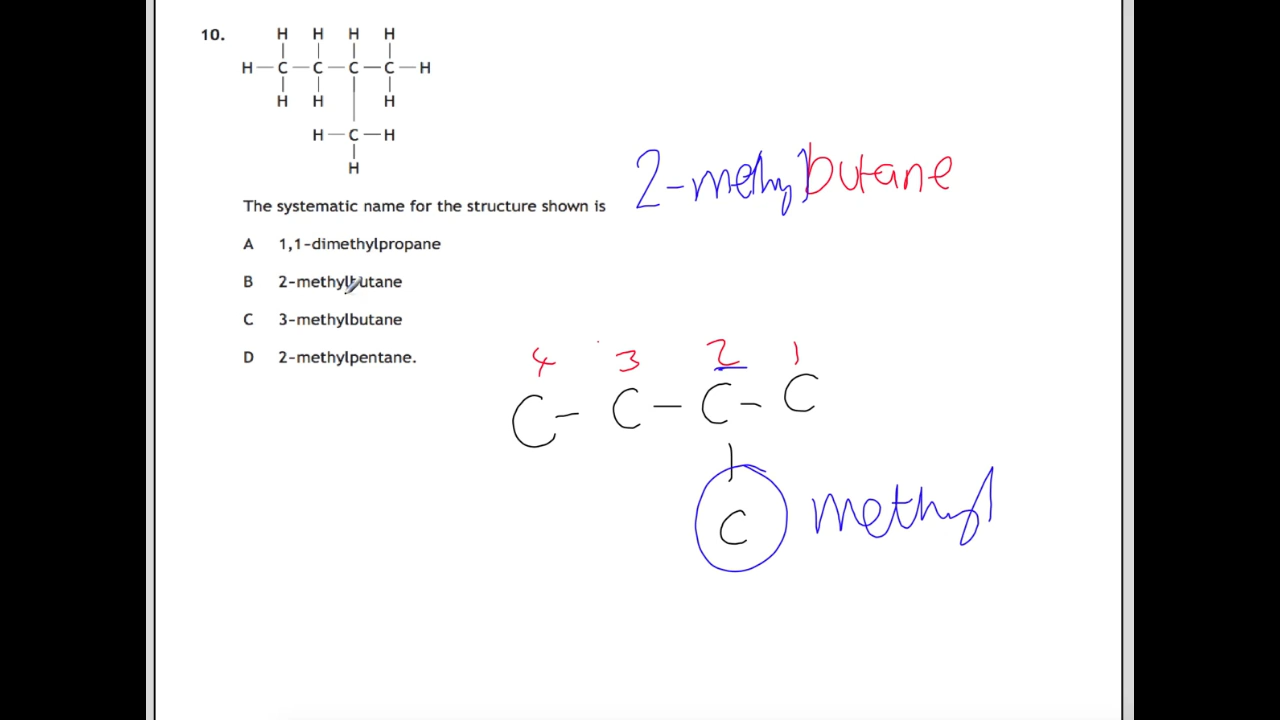 10.
H H H H
H—C—C—C—C—H
H H H
H—C—H
H
2-methylbutane
The systematic name for the structure shown is
A 1,1-dimethylpropane
B 2-methylbutane
C 3-methylbutane
D 2-methylpentane.
4 3 2 1
C - C - C - C
C methyl